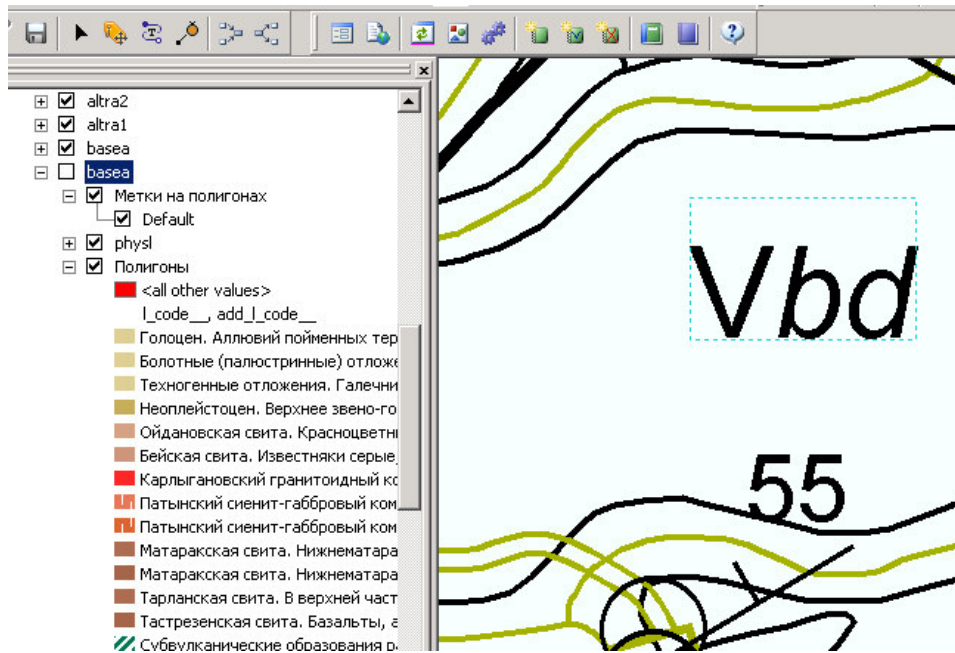 altra2
altra1
basea
basea
Метки на полигонах
Default
physl
Полигоны
<all other values>
l_code__, add_l_code__
Голоцен. Аллювий пойменных тер
Болотные (палюстринные) отложе
Техногенные отложения. Галечни
Неоплейстоцен. Верхнее звено-го
Ойдановская свита. Красноцветн
Бейская свита. Известняки серые,
Карлыгановский гранитоидный ко
Патынский сиенит-габбровый ком
Патынский сиенит-габбровый ком
Матаракская свита. Нижнематара
Матаракская свита. Нижнематара
Тарланская свита. В верхней част
Тастрезенская свита. Базальты, а
Субвулканические образования р
Vbd
55